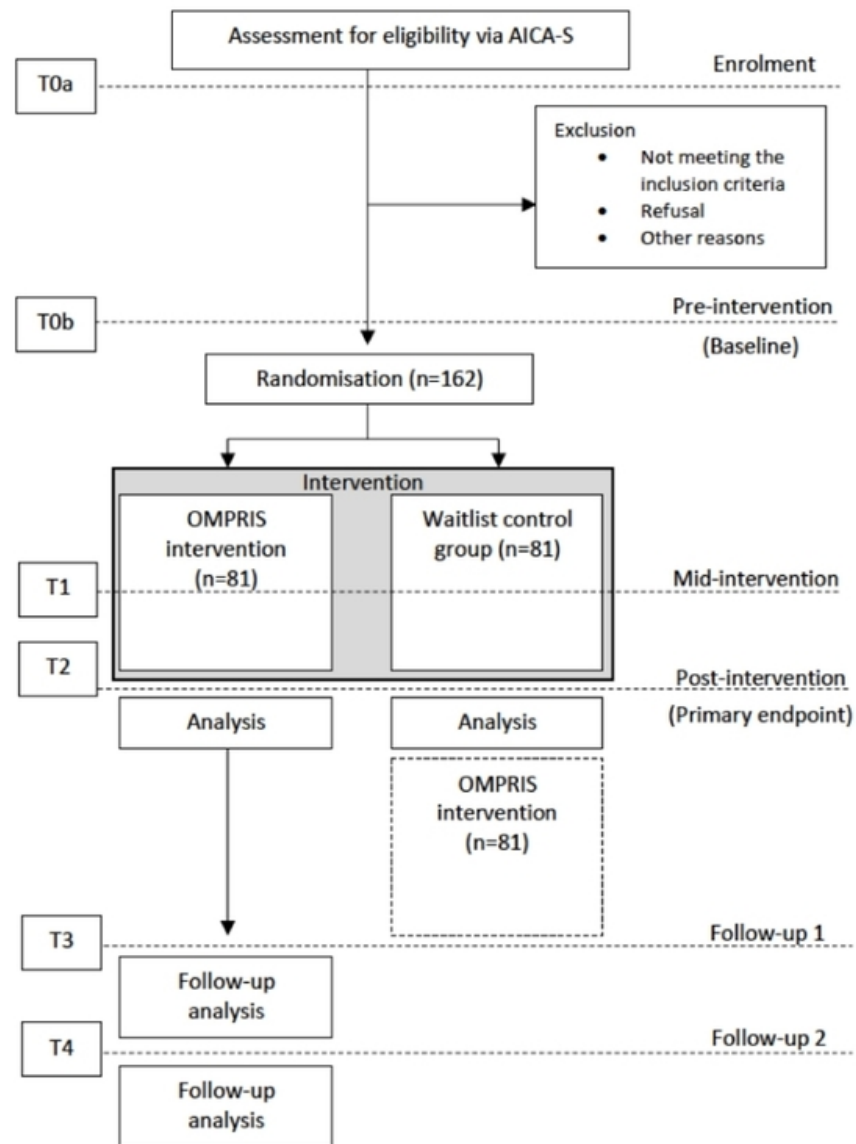 Assessment for eligibility via AICA-S
T0a
Enrolment
Exclusion
• Not meeting the
inclusion criteria
• Refusal
• Other reasons
T0b
Pre-intervention
(Baseline)
Randomisation (n=162)
Intervention
OMPRIS
intervention
(n=81)
Waitlist control
group (n=81)
T1
Mid-intervention
T2
Post-intervention
(Primary endpoint)
Analysis
Analysis
OMPRIS
intervention
(n=81)
T3
Follow-up 1
Follow-up
analysis
T4
Follow-up 2
Follow-up
analysis